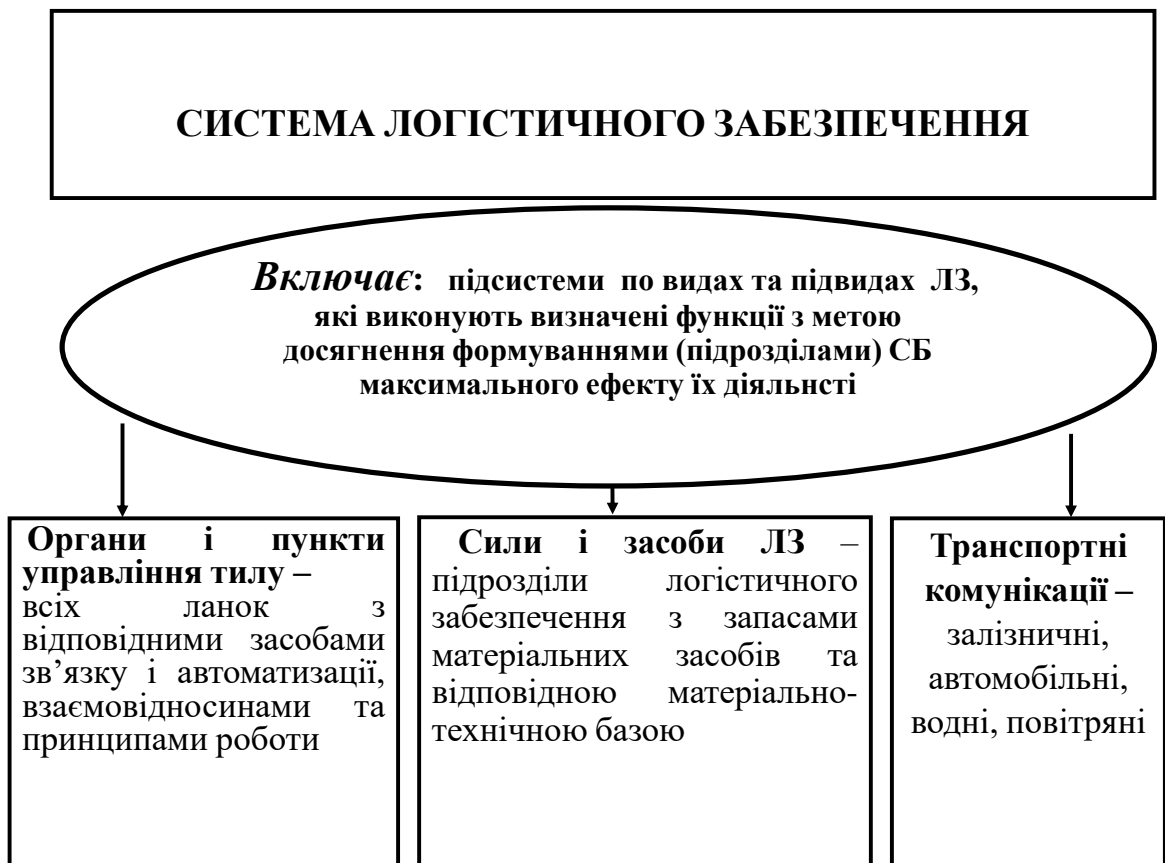 СИСТЕМА ЛОГІСТИЧНОГО ЗАБЕЗПЕЧЕННЯ
Включає: підсистеми по видах та підвидах ЛЗ,
які виконують визначені функції з метою
досягнення формуваннями (підрозділами) СБ
максимального ефекту їх діяльнсті
Органи і пункти
управління тилу –
всіх ланок з
відповідними засобами
зв’язку і автоматизації,
взаємовідносинами та
принципами роботи
Сили і засоби ЛЗ –
підрозділи логістичного
забезпечення з запасами
матеріальних засобів та
відповідною матеріально-
технічною базою
Транспортні
комунікації –
залізничні,
автомобільні,
водні, повітряні